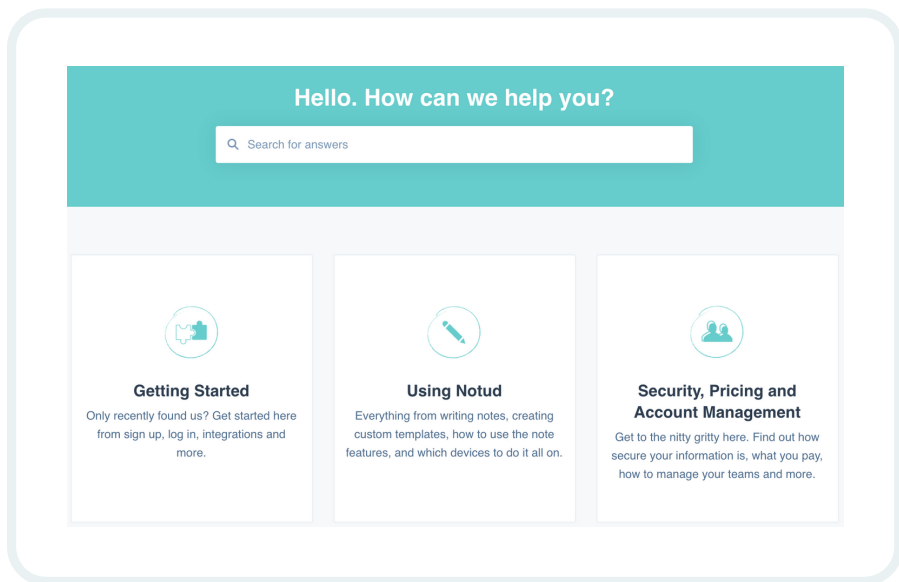 Hello. How can we help you?
Search for answers
Getting Started
Only recently found us? Get started here
from sign up, log in, integrations and
more.
Using Notud
Everything from writing notes, creating
custom templates, how to use the note
features, and which devices to do it all on.
Security, Pricing and
Account Management
Get to the nitty gritty here. Find out how
secure your information is, what you pay,
how to manage your teams and more.